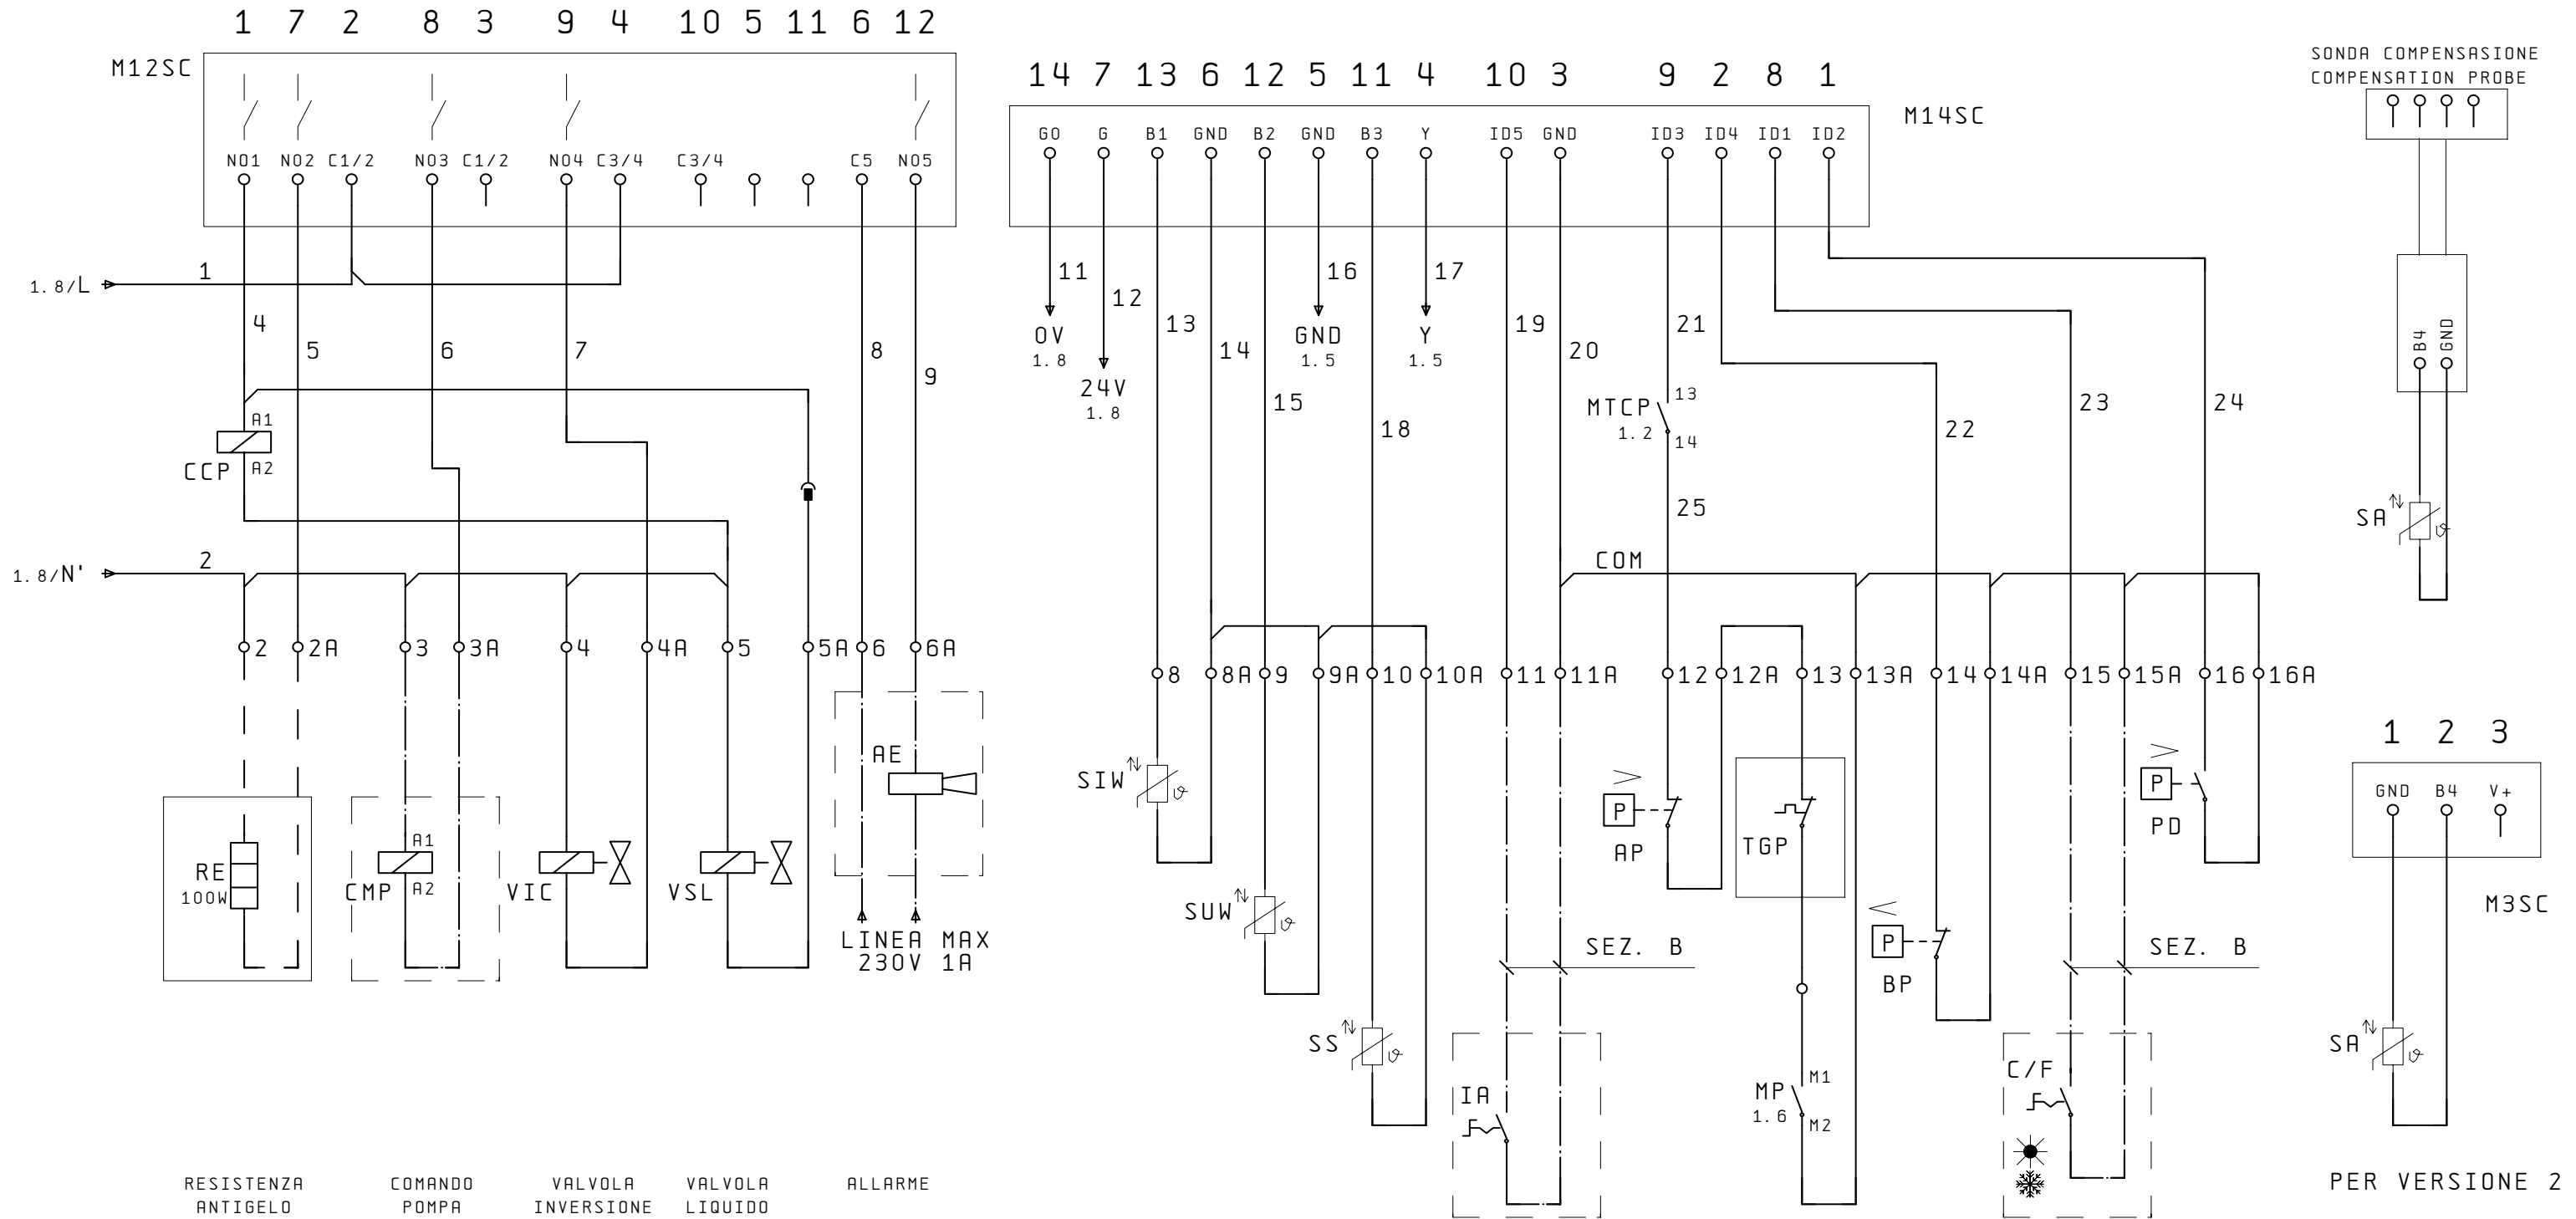 1 7 2 8 3 9 4 10 5 11 6 12
M12SC
NO1 NO2 C1/2 NO3 C1/2 NO4 C3/4 C3/4 C5 NO5
1.8/L
1
4
5
6
7
8
9
A1
CCP
A2
1.8/N'
2
2 2A 3 3A 4 4A 5 5A 6 6A
AE
RE
100W
A1
CMP
A2
VIC
VSL
LINEA MAX
230V 1A
RESISTENZA
ANTIGELO
COMANDO
POMPA
VALVOLA
INVERSIONE
VALVOLA
LIQUIDO
ALLARME
14 7 13 6 12 5 11 4 10 3 9 2 8 1
M14SC
G0 G B1 GND B2 GND B3 Y ID5 GND ID3 ID4 ID1 ID2
11
12
13
14
15
16
17
18
19
20
21
22
23
24
25
0V
1.8
24V
1.8
GND
1.5
Y
1.5
MTCP
1.2
13
14
COM
8 8A 9 9A 10 10A 11 11A 12 12A 13 13A 14 14A 15 15A 16 16A
SIW
ϑ
SUW
ϑ
SS
ϑ
>
P
AP
TGP
<
P
BP
>
P
PD
SEZ. B
SEZ. B
IA
MP
1.6
M1
M2
C/F
SONDA COMPENSASIONE
COMPENSATION PROBE
B4
GND
SA
ϑ
1 2 3
GND B4 V+
M3SC
SA
ϑ
PER VERSIONE 2